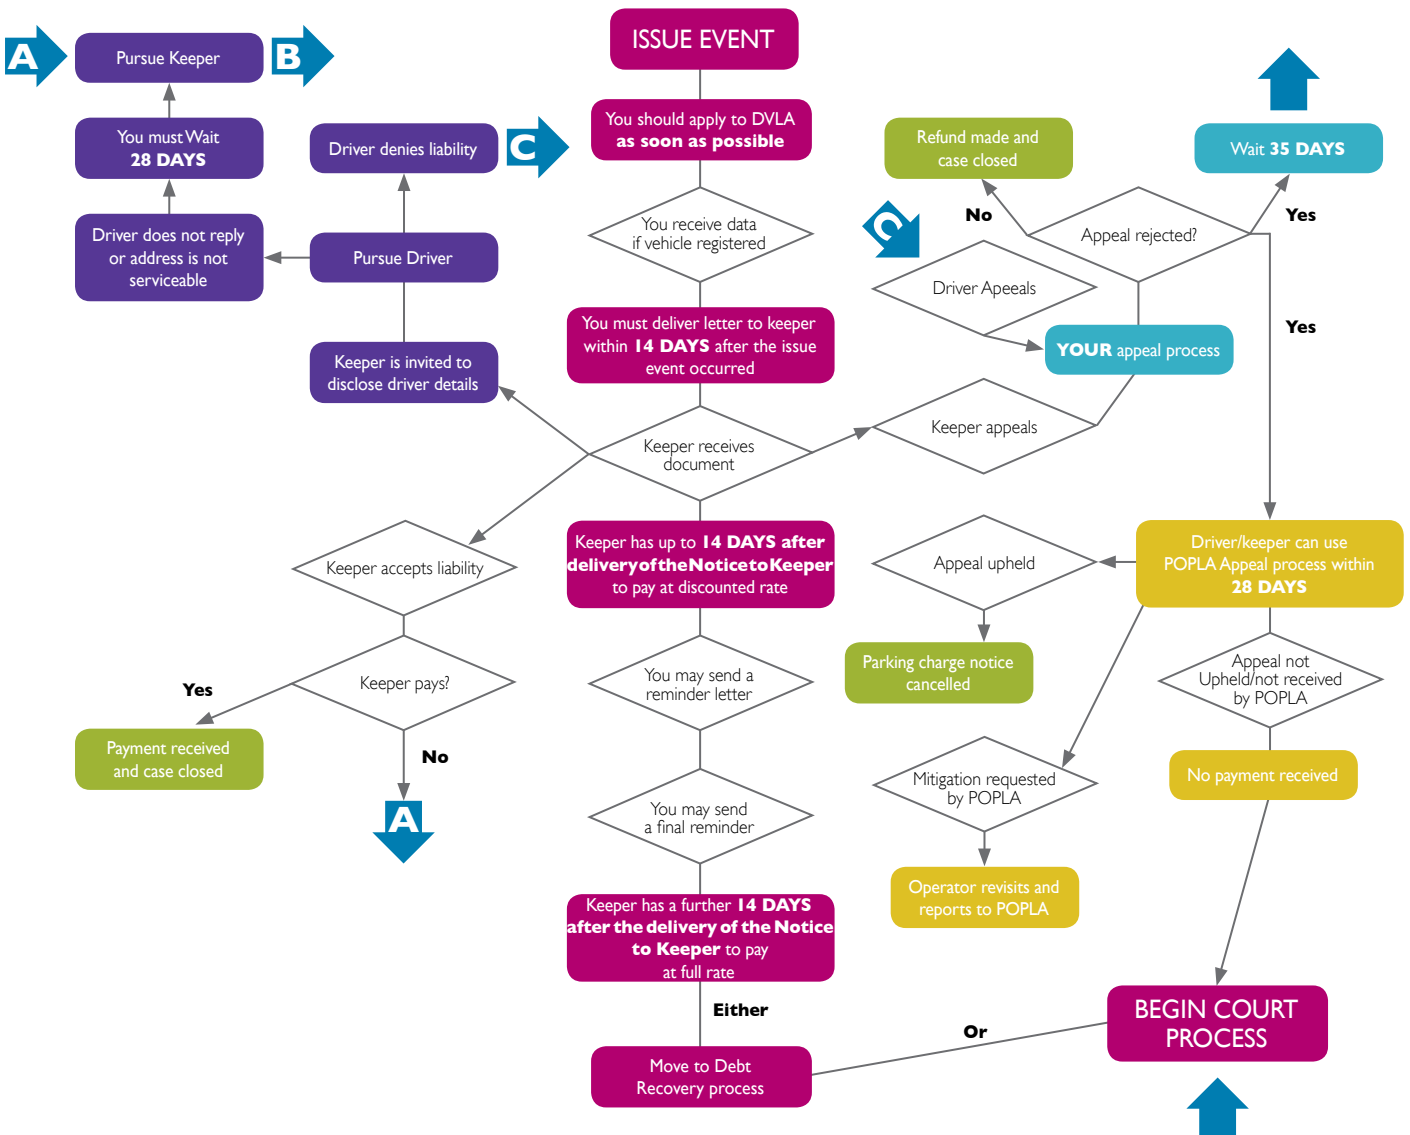 A
Pursue Keeper
B
ISSUE EVENT
You must Wait
28 DAYS
Driver denies liability
C
You should apply to DVLA
as soon as possible
Refund made and
case closed
Wait 35 DAYS
Driver does not reply
or address is not
serviceable
Pursue Driver
You receive data
if vehicle registered
C
No
Appeal rejected?
Yes
Driver Apeeals
Keeper is invited to
disclose driver details
You must deliver letter to keeper
within 14 DAYS after the issue
event occurred
YOUR appeal process
Yes
Keeper receives
document
Keeper appeals
Keeper accepts liability
Keeper has up to 14 DAYS after
delivery of the Notice to Keeper
to pay at discounted rate
Appeal upheld
Driver/keeper can use
POPLA Appeal process within
28 DAYS
Yes
Keeper pays?
You may send a
reminder letter
Parking charge notice
cancelled
Appeal not
Upheld/not received
by POPLA
Payment received
and case closed
No
A
You may send
a final reminder
Mitigation requested
by POPLA
No payment received
Keeper has a further 14 DAYS
after the delivery of the Notice
to Keeper to pay
at full rate
Operator revisits and
reports to POPLA
Either
Or
BEGIN COURT
PROCESS
Move to Debt
Recovery process